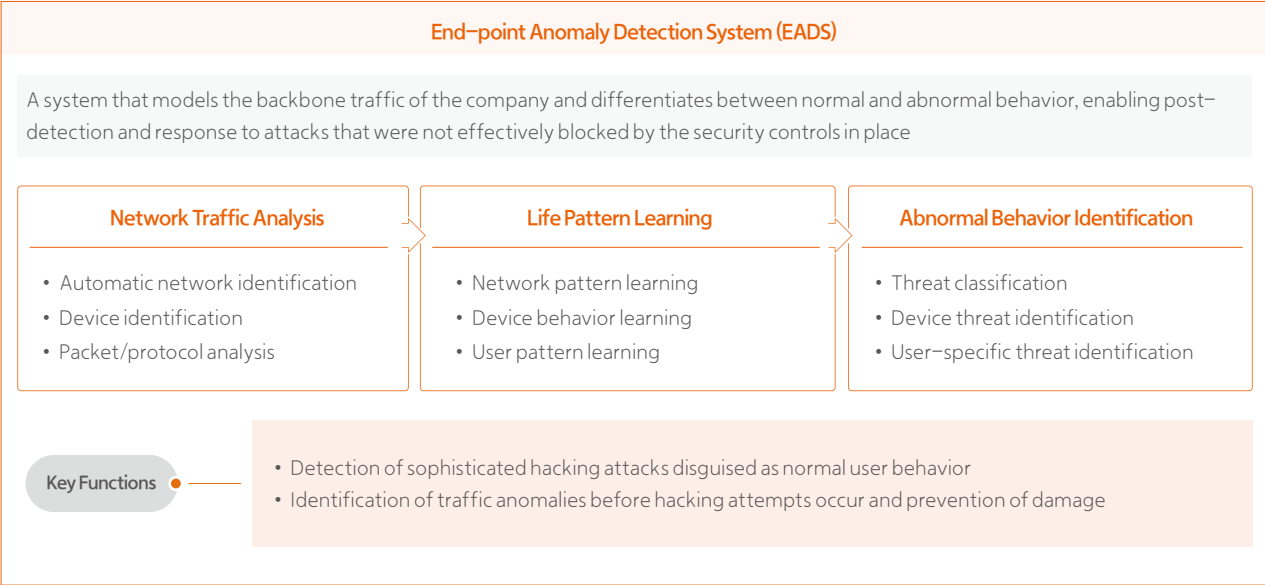 End-point Anomaly Detection System (EADS)
A system that models the backbone traffic of the company and differentiates between normal and abnormal behavior, enabling post-
detection and response to attacks that were not effectively blocked by the security controls in place
Network Traffic Analysis
• Automatic network identification
• Device identification
• Packet/protocol analysis
Life Pattern Learning
• Network pattern learning
• Device behavior learning
• User pattern learning
Abnormal Behavior Identification
• Threat classification
• Device threat identification
• User-specific threat identification
Key Functions
• Detection of sophisticated hacking attacks disguised as normal user behavior
• Identification of traffic anomalies before hacking attempts occur and prevention of damage